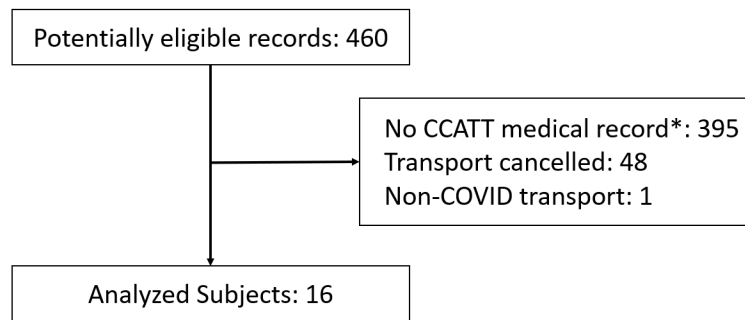 Potentially eligible records: 460
No CCATT medical record*: 395
Transport cancelled: 48
Non-COVID transport: 1
Analyzed Subjects: 16